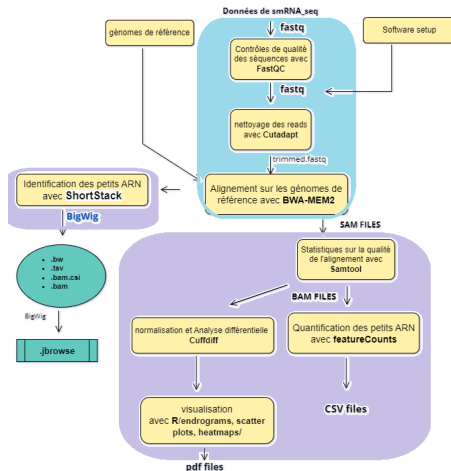 Données de smRNA_seq
génomes de référence
fastq
Software setup
Contrôles de qualité
des séquences avec
FastQC
fastq
nettoyage des reads
avec Cutadapt
trimmed.fastq
Identification des petits ARN
avec ShortStack
Alignement sur les génomes de
référence avec BWA-MEM2
BigWig
SAM FILES
.bw
.tsv
.bam.csi
.bam
Statistiques sur la qualité
de l'alignement avec
Samtool
BAM FILES
BigWig
normalisation et Analyse différentielle
Cuffdiff
Quantification des petits ARN
avec featureCounts
.jbrowse
visualisation
avec R/endrograms, scatter
plots, heatmaps/
CSV files
pdf files